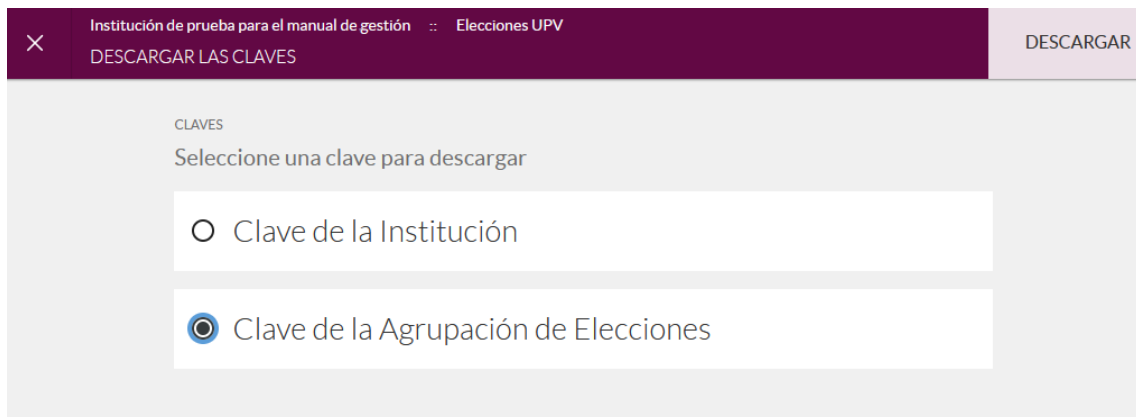 Institución de prueba para el manual de gestión :: Elecciones UPV
DESCARGAR LAS CLAVES
DESCARGAR
CLAVES
Seleccione una clave para descargar
Clave de la Institución
Clave de la Agrupación de Elecciones